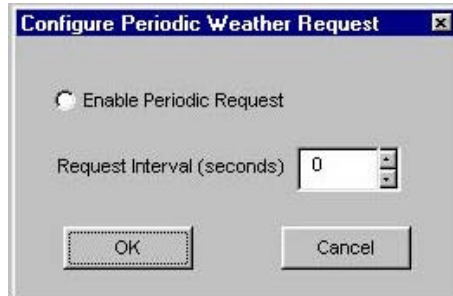 Configure Periodic Weather Request
Enable Periodic Request
Request Interval (seconds) 0
OK Cancel